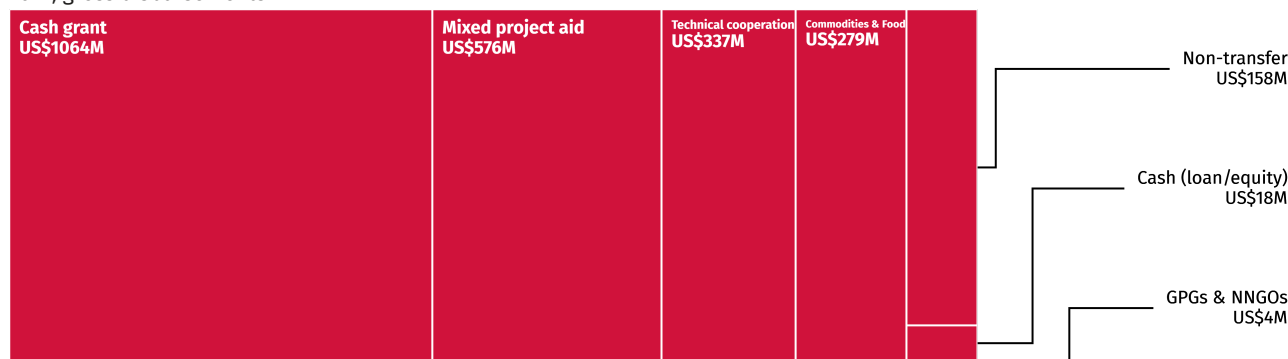 Cash grant
US$1064M
Mixed project aid
US$576M
Technical cooperation
US$337M
Commodities & Food
US$279M
Non-transfer
US$158M
Cash (loan/equity)
US$18M
GPGs & NNGOs
US$4M